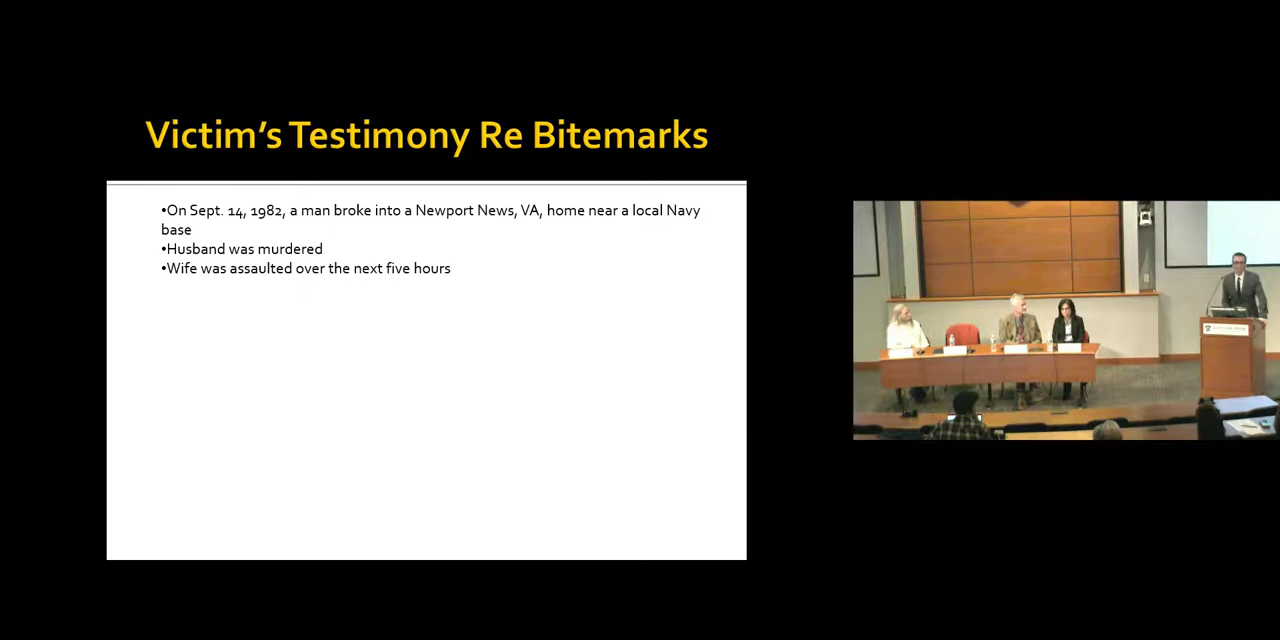 Victim's Testimony Re Bitemarks
•On Sept. 14, 1982, a man broke into a Newport News, VA, home near a local Navy
base
•Husband was murdered
•Wife was assaulted over the next five hours